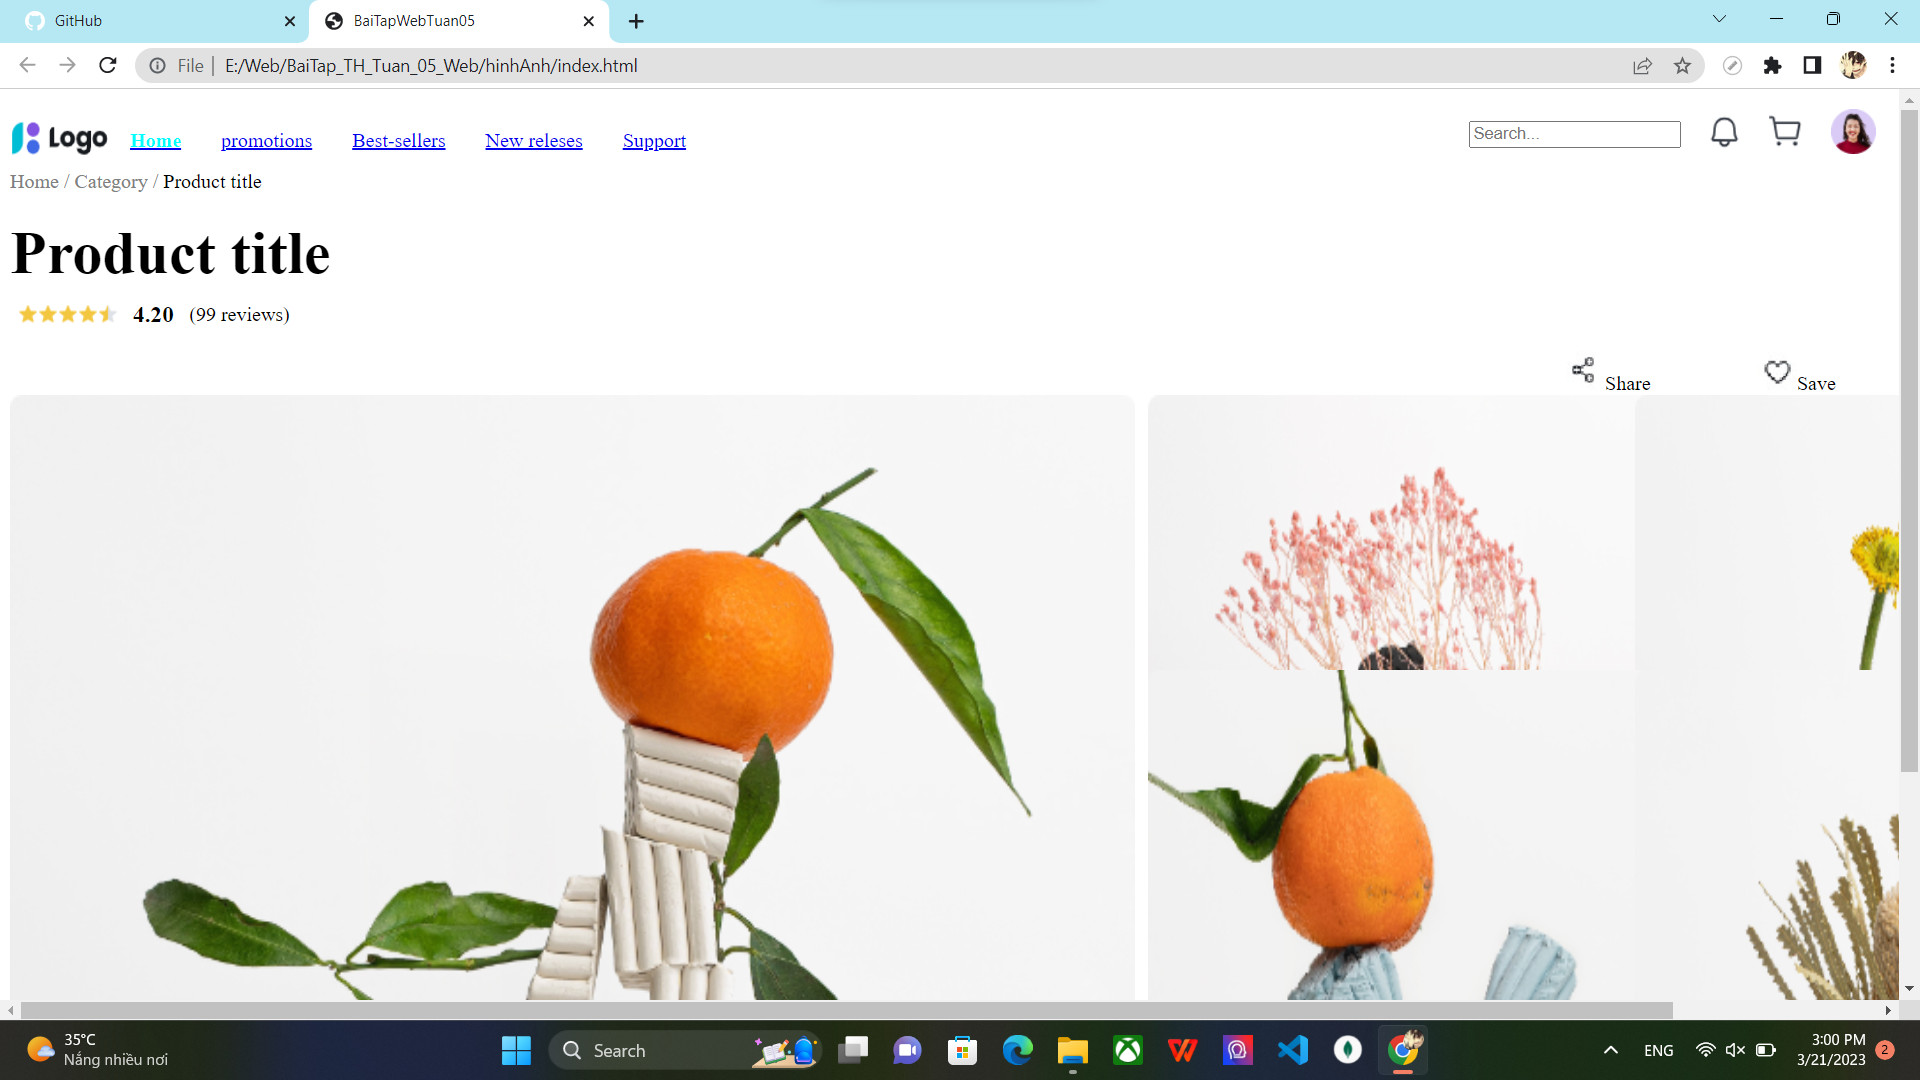 GitHub
BaiTapWebTuan05
File
E:/Web/BaiTap_TH_Tuan_05_Web/hinhAnh/index.html
Logo
Home
promotions
Best-sellers
New releses
Support
Search...
Home / Category / Product title
Product title
4.20 (99 reviews)
Share
Save
35°C
Nắng nhiều nơi
Search
ENG
3:00 PM
3/21/2023
2